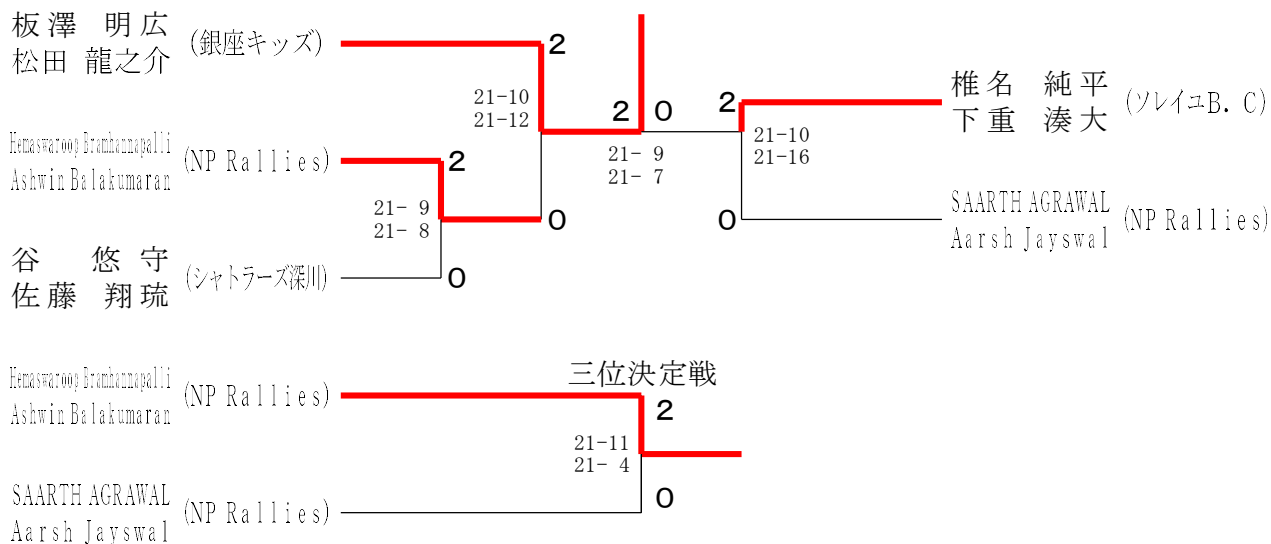 板澤 明広
松田 龍之介
(銀座キッズ)
2
21-10
21-12
2 0
21- 9
21- 7
2
21-10
21-16
椎名 純平
下重 湊大
(ソレイユB. C)
Hemaswaroop Bramhannapalli
Ashwin Balakumaran
(NP Rallies)
2
21- 9
21- 8
0
0
SAARTH AGRAWAL
Aarsh Jayswal
(NP Rallies)
谷 悠守
佐藤 翔琉
(シャトラーズ深川)
0
三位決定戦
Hemaswaroop Bramhannapalli
Ashwin Balakumaran
(NP Rallies)
2
21-11
21- 4
0
SAARTH AGRAWAL
Aarsh Jayswal
(NP Rallies)